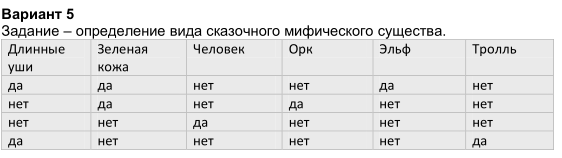 Вариант 5
Задание – определение вида сказочного мифического существа.
Длинные уши Зеленая кожа Человек Орк Эльф Тролль
да да нет нет да нет
нет да нет да нет нет
нет нет да нет нет нет
да нет нет нет нет да